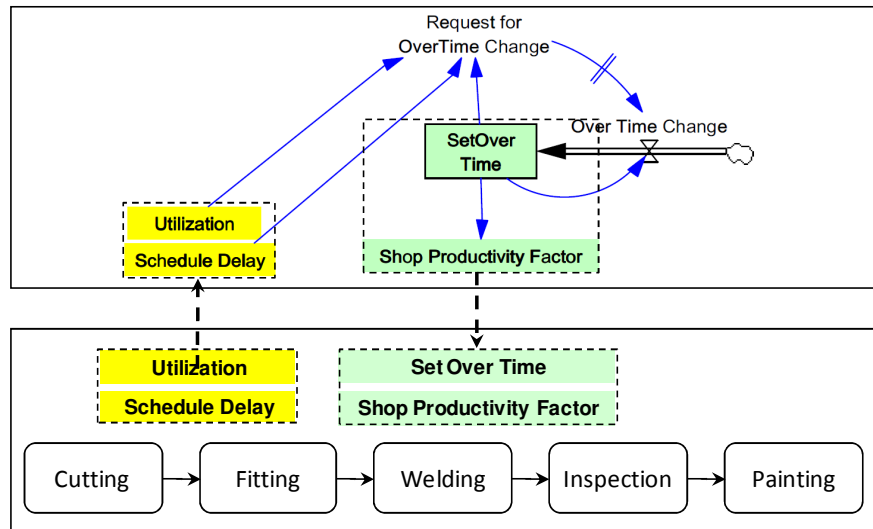 Request for
OverTime Change
Over Time Change
SetOver
Time
Utilization
Schedule Delay
Shop Productivity Factor
Utilization
Schedule Delay
Set Over Time
Shop Productivity Factor
Cutting
Fitting
Welding
Inspection
Painting